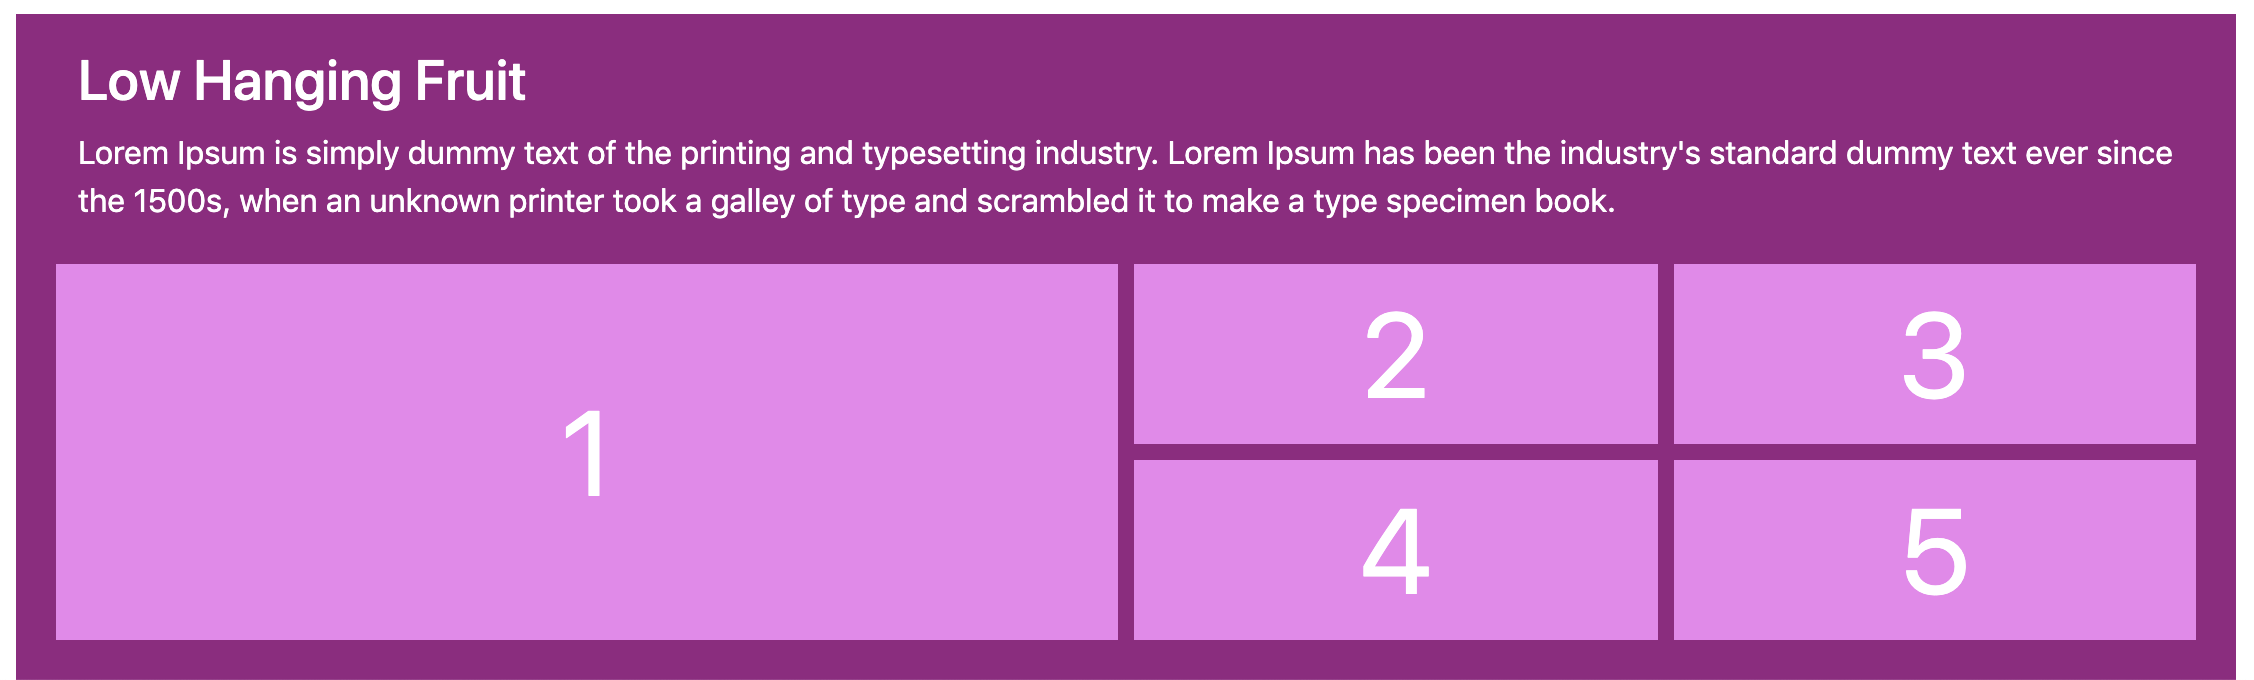 Low Hanging Fruit
Lorem Ipsum is simply dummy text of the printing and typesetting industry. Lorem Ipsum has been the industry's standard dummy text ever since
the 1500s, when an unknown printer took a galley of type and scrambled it to make a type specimen book.
1
2
3
4
5